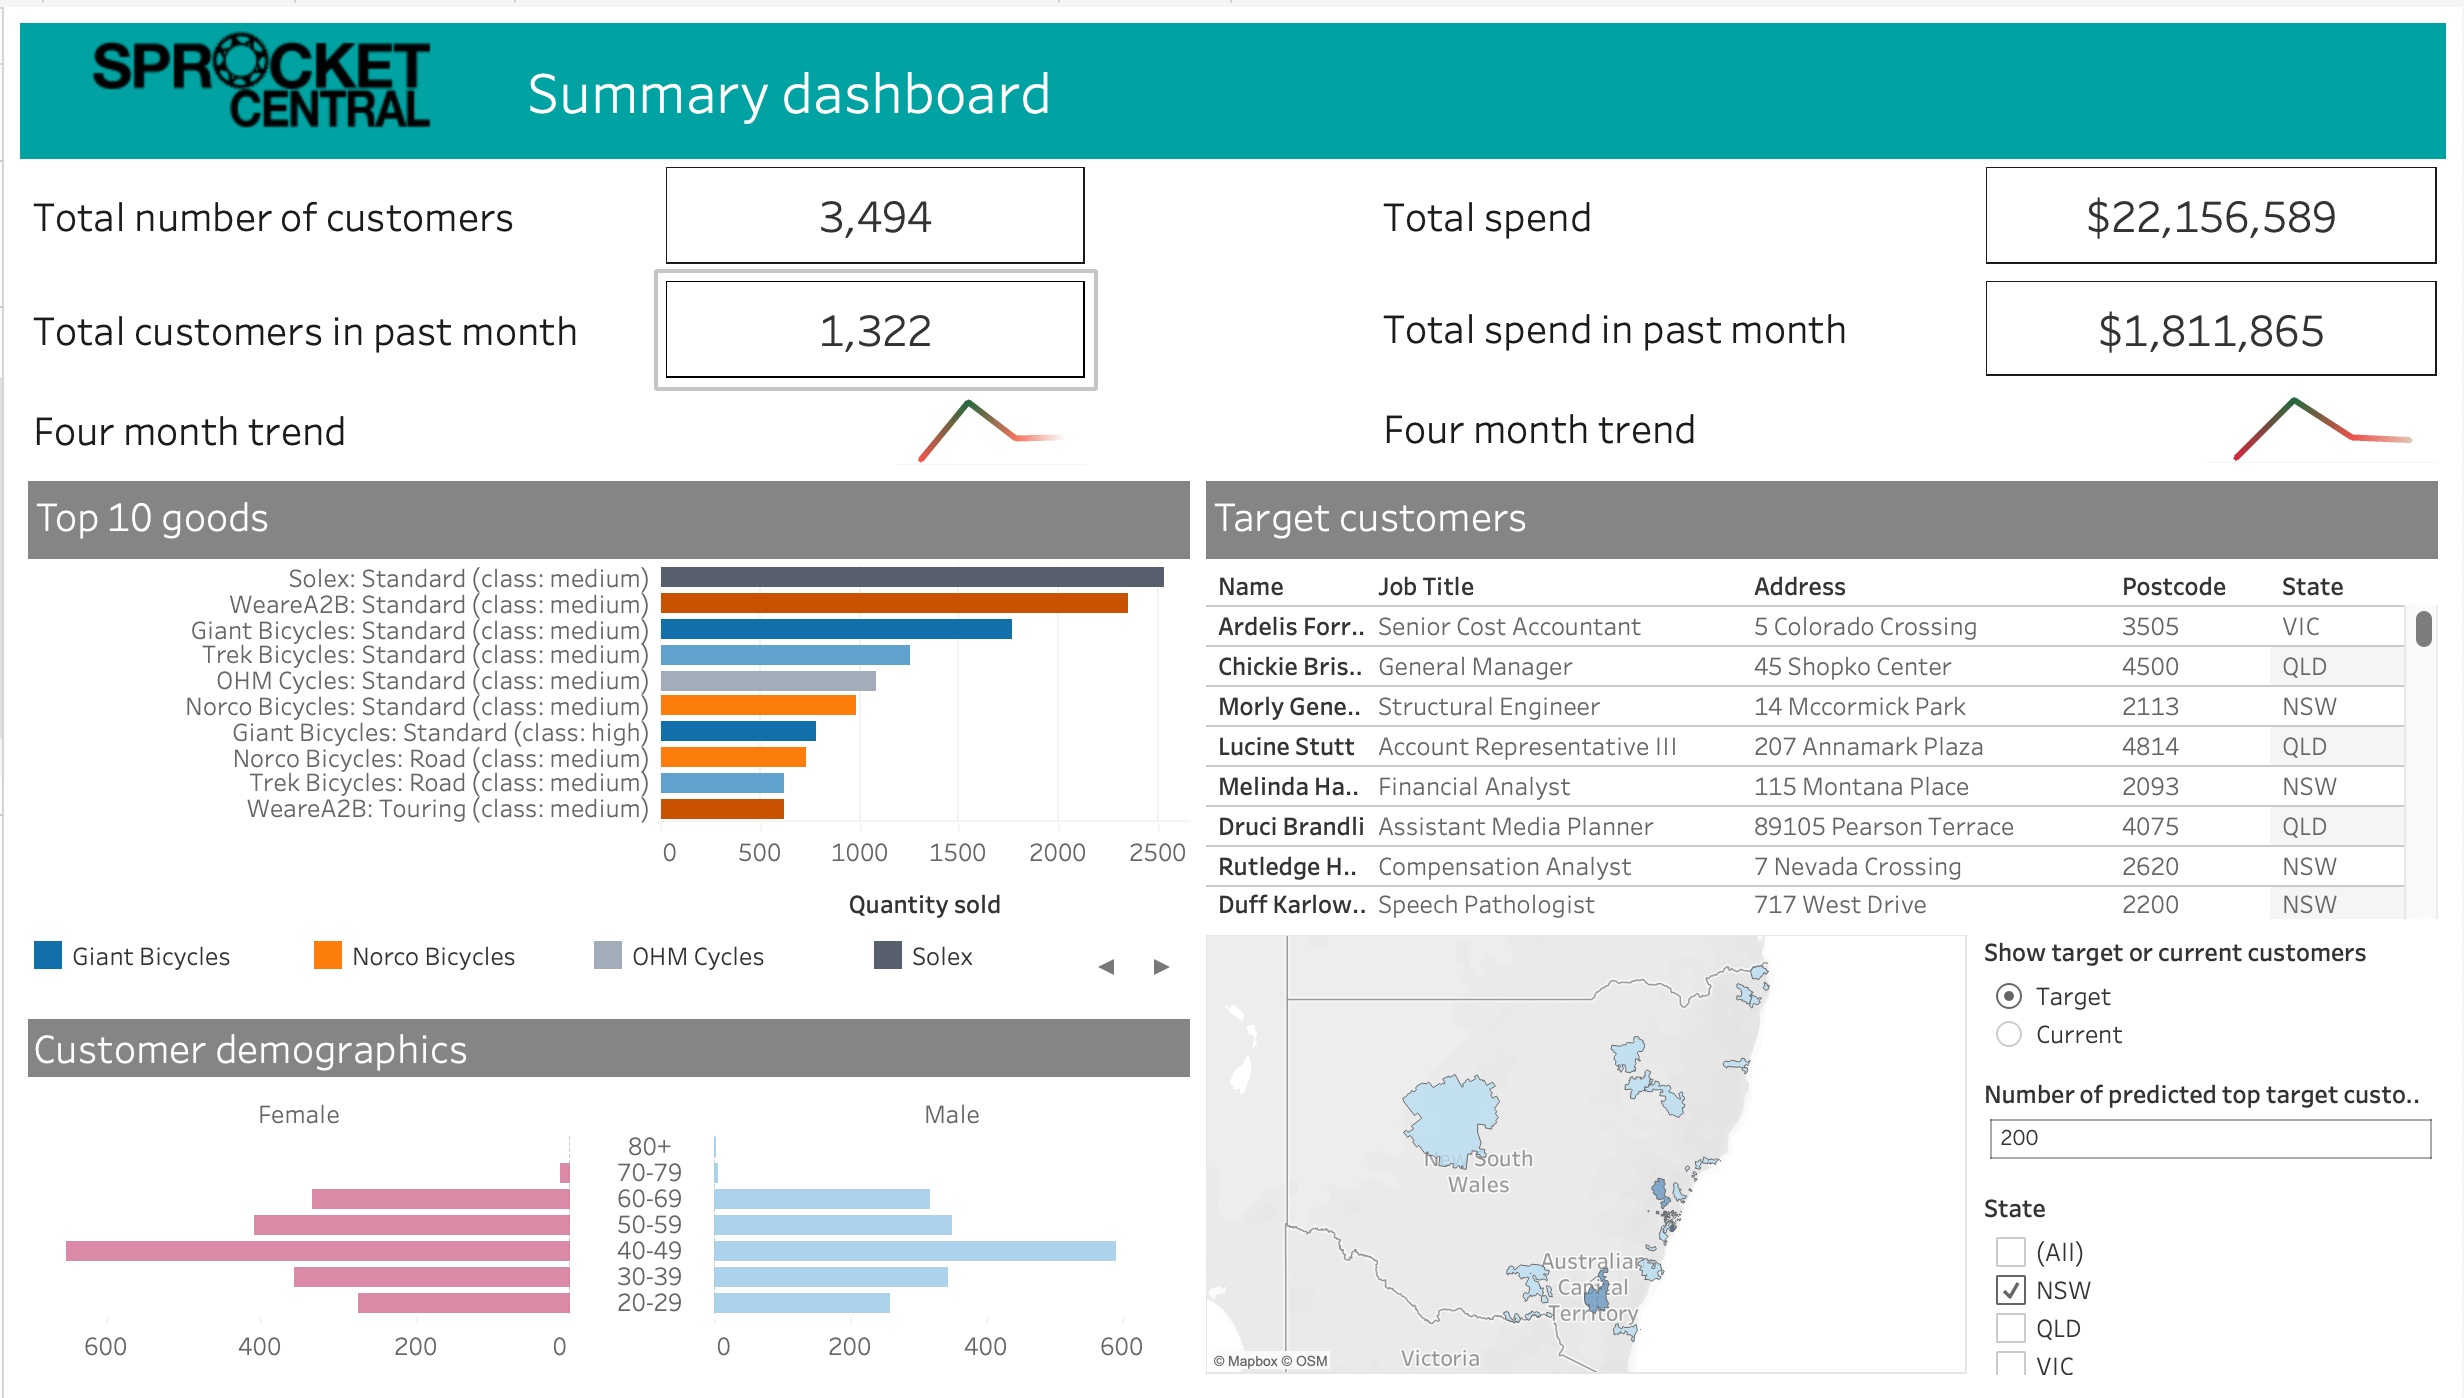 SPROCKET
CENTRAL
Summary dashboard
Total number of customers
3,494
Total spend
$22,156,589
Total customers in past month
1,322
Total spend in past month
$1,811,865
Four month trend
Four month trend
Top 10 goods
Solex: Standard (class: medium)
WeareA2B: Standard (class: medium)
Giant Bicycles: Standard (class: medium)
Trek Bicycles: Standard (class: medium)
OHM Cycles: Standard (class: medium)
Norco Bicycles: Standard (class: medium)
Giant Bicycles: Standard (class: high)
Norco Bicycles: Road (class: medium)
Trek Bicycles: Road (class: medium)
WeareA2B: Touring (class: medium)
0 500 1000 1500 2000 2500
Quantity sold
Giant Bicycles Norco Bicycles OHM Cycles Solex
Customer demographics
Female Male
80+
70-79
60-69
50-59
40-49
30-39
20-29
600 400 200 0 0 200 400 600
Target customers
Name Job Title Address Postcode State
Ardelis Forr.. Senior Cost Accountant 5 Colorado Crossing 3505 VIC
Chickie Bris.. General Manager 45 Shopko Center 4500 QLD
Morly Gene.. Structural Engineer 14 Mccormick Park 2113 NSW
Lucine Stutt Account Representative III 207 Annamark Plaza 4814 QLD
Melinda Ha.. Financial Analyst 115 Montana Place 2093 NSW
Druci Brandli Assistant Media Planner 89105 Pearson Terrace 4075 QLD
Rutledge H.. Compensation Analyst 7 Nevada Crossing 2620 NSW
Duff Karlow.. Speech Pathologist 717 West Drive 2200 NSW
New South
Wales
Australian
Capital
Territory
Victoria
© Mapbox © OSM
Show target or current customers
Target
Current
Number of predicted top target custo..
200
State
(All)
NSW
QLD
VIC